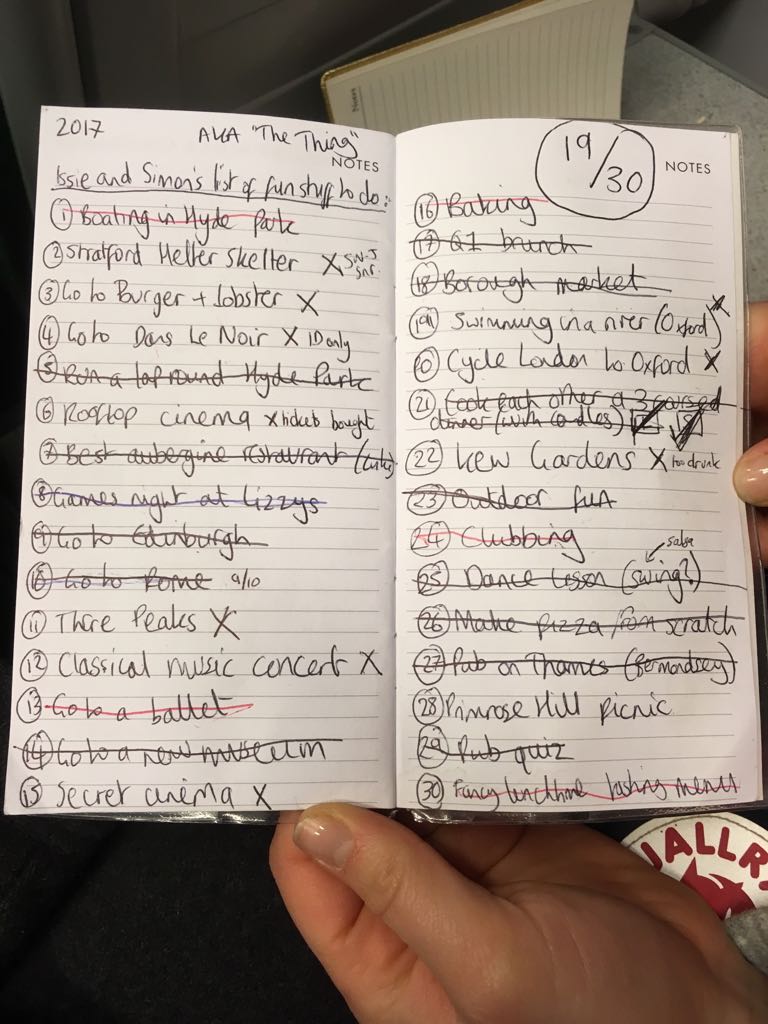 2017
AKA "The Thing"
NOTES
Issie and Simon's list of fun stuff to do:
① Boating in Hyde Park
② Stratford Helter Skelter X
③ Go to Burger + Lobster X
④ Go to Dans Le Noir X ID only
⑤ Run a lap round Hyde Park
⑥ Rooftop cinema x tickets bought
⑦ Best aubergine restaurant
⑧ Games night at Lizzys
⑨ Go to Edinburgh
⑩ Go to Rome 9/10
⑪ Three Peaks X
⑫ Classical music concert X
⑬ Go to a ballet
⑭ Go to a new museum
⑮ Secret cinema X
19/30
NOTES
⑯ Baking
⑰ G1 brunch
⑱ Borough market
⑲ Swimming in a river (Oxford) X
⑳ Cycle London to Oxford X
㉑ Cook each other a 3 coursed
dinner (with candles)
㉒ Kew Gardens X too drunk
㉓ Outdoor fun
㉔ Clubbing
salsa
㉕ Dance lesson (swing?)
㉖ Make pizza from scratch
㉗ Pub on Thames (Bermondsey)
㉘ Primrose Hill picnic
㉙ Pub quiz
㉚ Fancy lunchtime tasting menu
Notes